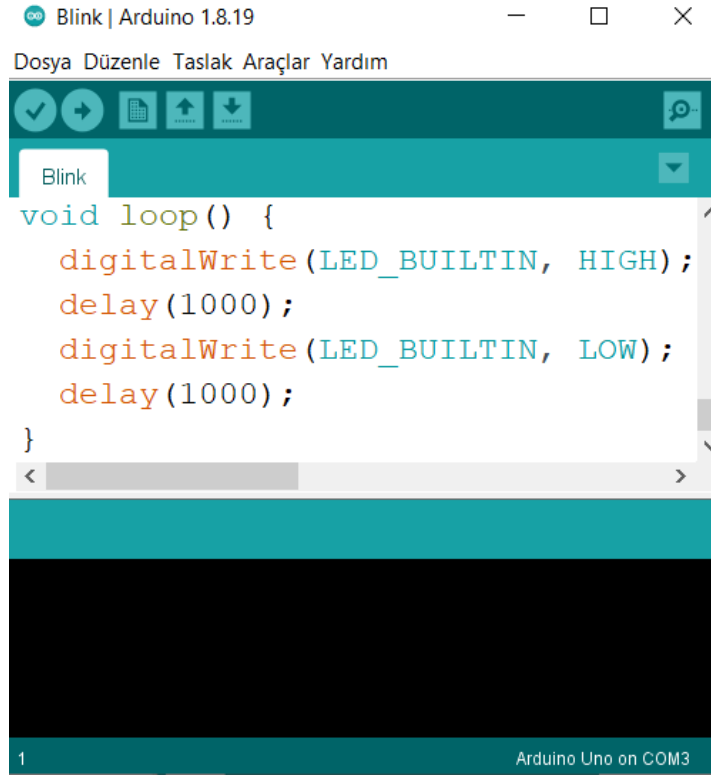 Blink | Arduino 1.8.19
Dosya Düzenle Taslak Araçlar Yardım
Blink
void loop() {
  digitalWrite(LED_BUILTIN, HIGH);
  delay(1000);
  digitalWrite(LED_BUILTIN, LOW);
  delay(1000);
}
1 Arduino Uno on COM3